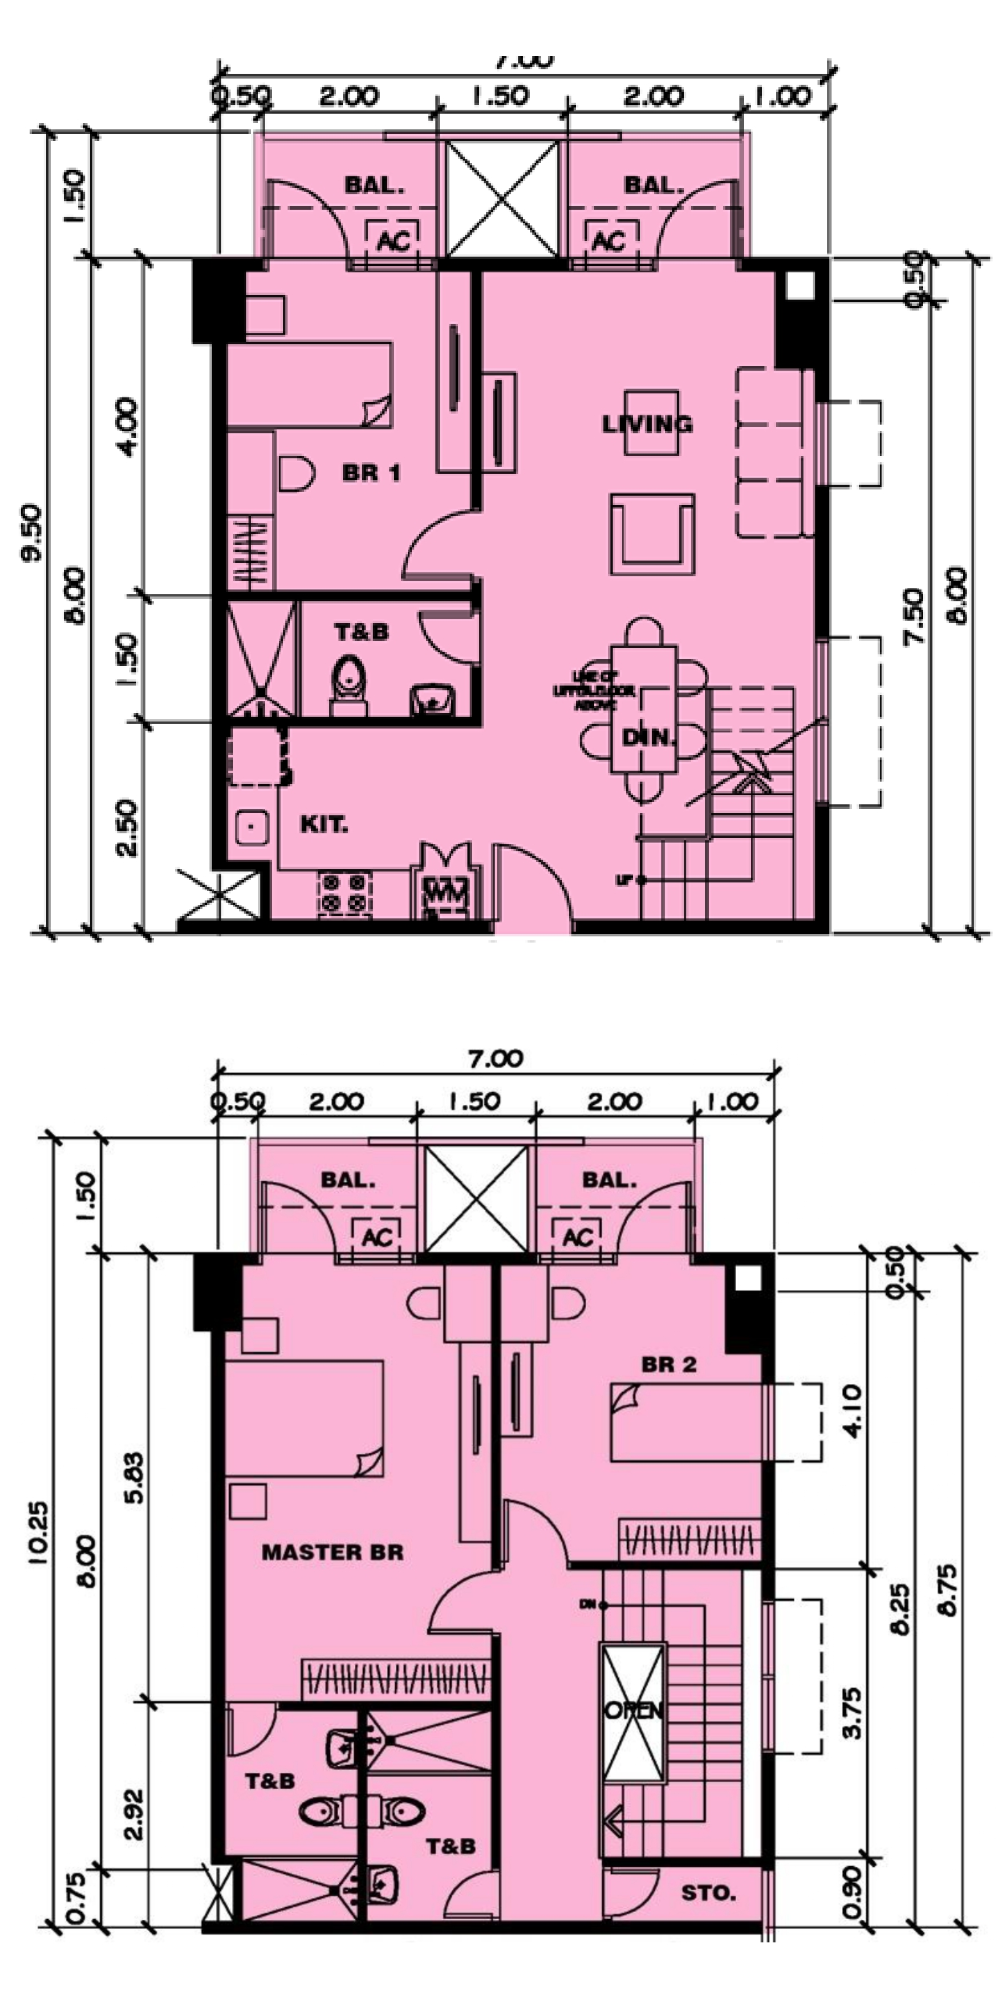 7.00
0.50 2.00 1.50 2.00 1.00
1.50
BAL.
BAL.
AC
AC
0.50
4.00
LIVING
BR 1
9.50
8.00
7.50
8.00
1.50
T&B
LINE OF
UPPER FLOOR
ABOVE
DIN.
2.50
KIT.
WM
UP
7.00
0.50 2.00 1.50 2.00 1.00
1.50
BAL.
BAL.
AC
AC
0.50
BR 2
4.10
5.83
10.25
8.00
MASTER BR
8.25
8.75
DN
OPEN
3.75
T&B
2.92
T&B
0.75
STO.
0.90